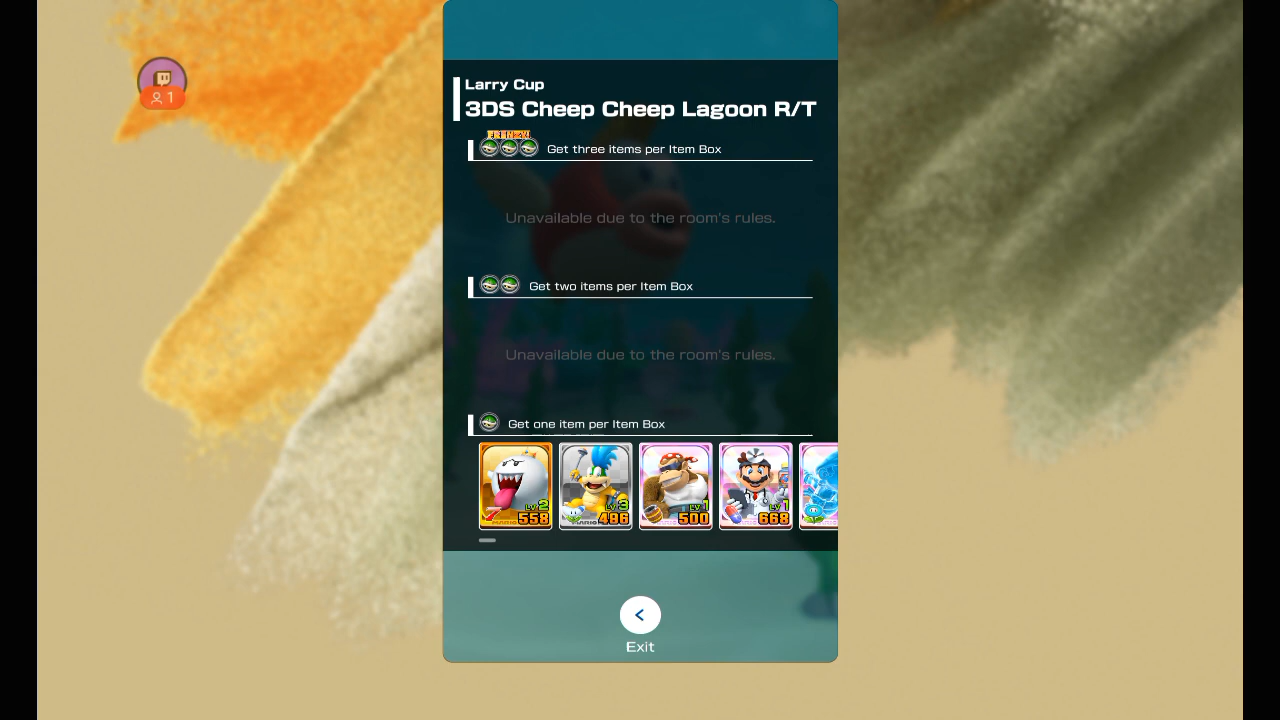 1
Larry Cup
3DS Cheep Cheep Lagoon R/T
FRENZY!
Get three items per Item Box
Unavailable due to the room's rules.
Get two items per Item Box
Unavailable due to the room's rules.
Get one item per Item Box
Lv.2 Lv.3 Lv.1 Lv.1
558 486 500 668
Exit